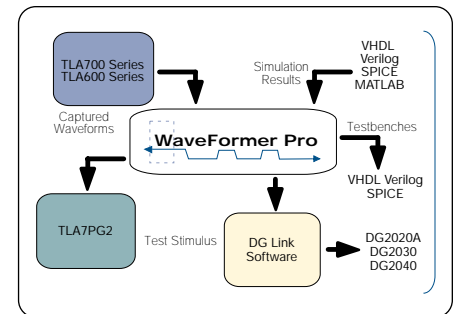 TLA700 Series
TLA600 Series
Captured
Waveforms
Simulation
Results
VHDL
Verilog
SPICE
MATLAB
WaveFormer Pro
Testbenches
VHDL Verilog
SPICE
TLA7PG2
Test Stimulus
DG Link
Software
DG2020A
DG2030
DG2040